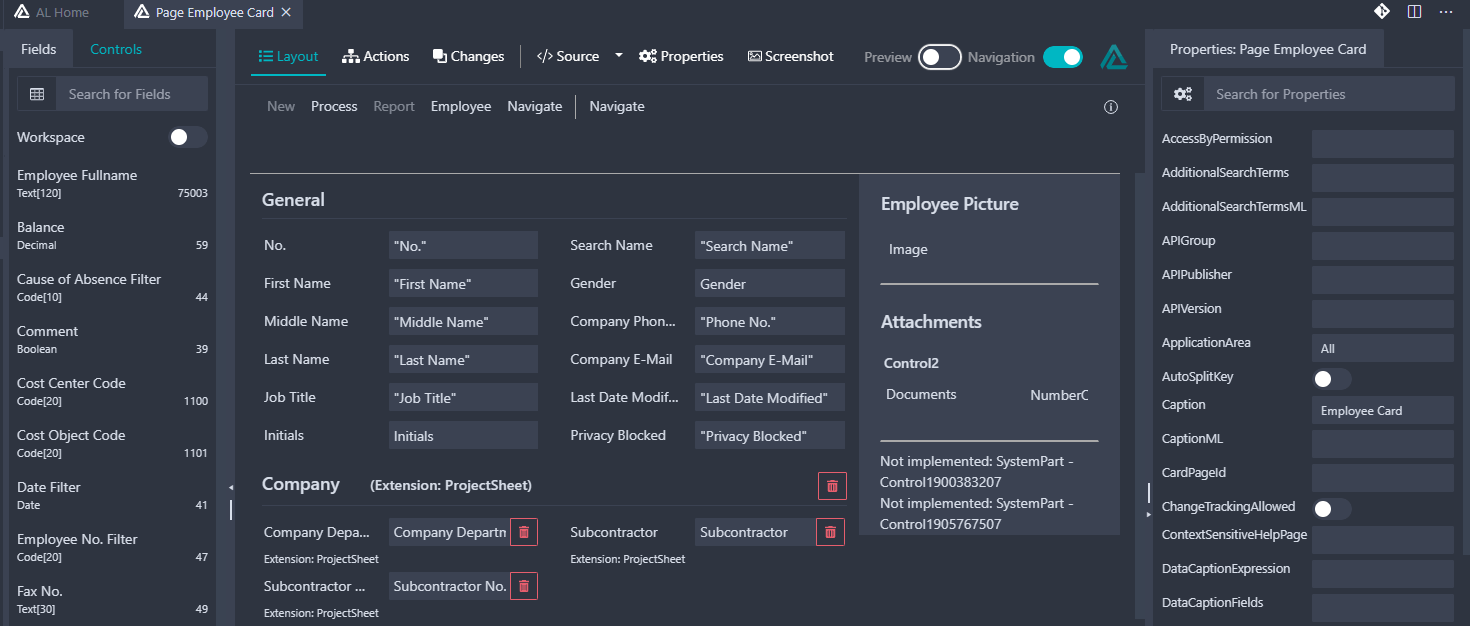 AL Home
Page Employee Card
Fields
Controls
Search for Fields
Workspace
Employee Fullname
Text[120] 75003
Balance
Decimal 59
Cause of Absence Filter
Code[10] 44
Comment
Boolean 39
Cost Center Code
Code[20] 1100
Cost Object Code
Code[20] 1101
Date Filter
Date 41
Employee No. Filter
Code[20] 47
Fax No.
Text[30] 49
Layout Actions Changes </> Source Properties Screenshot Preview Navigation
New Process Report Employee Navigate Navigate
General
No. "No." Search Name "Search Name"
First Name "First Name" Gender Gender
Middle Name "Middle Name" Company Phon... "Phone No."
Last Name "Last Name" Company E-Mail "Company E-Mail"
Job Title "Job Title" Last Date Modif... "Last Date Modified"
Initials Initials Privacy Blocked "Privacy Blocked"
Company (Extension: ProjectSheet)
Company Depa... Company Departm Subcontractor Subcontractor
Extension: ProjectSheet Extension: ProjectSheet
Subcontractor ... Subcontractor No.
Extension: ProjectSheet
Employee Picture
Image
Attachments
Control2
Documents NumberO
Not implemented: SystemPart -
Control1900383207
Not implemented: SystemPart -
Control1905767507
Properties: Page Employee Card
Search for Properties
AccessByPermission
AdditionalSearchTerms
AdditionalSearchTermsML
APIGroup
APIPublisher
APIVersion
ApplicationArea All
AutoSplitKey
Caption Employee Card
CaptionML
CardPageId
ChangeTrackingAllowed
ContextSensitiveHelpPage
DataCaptionExpression
DataCaptionFields